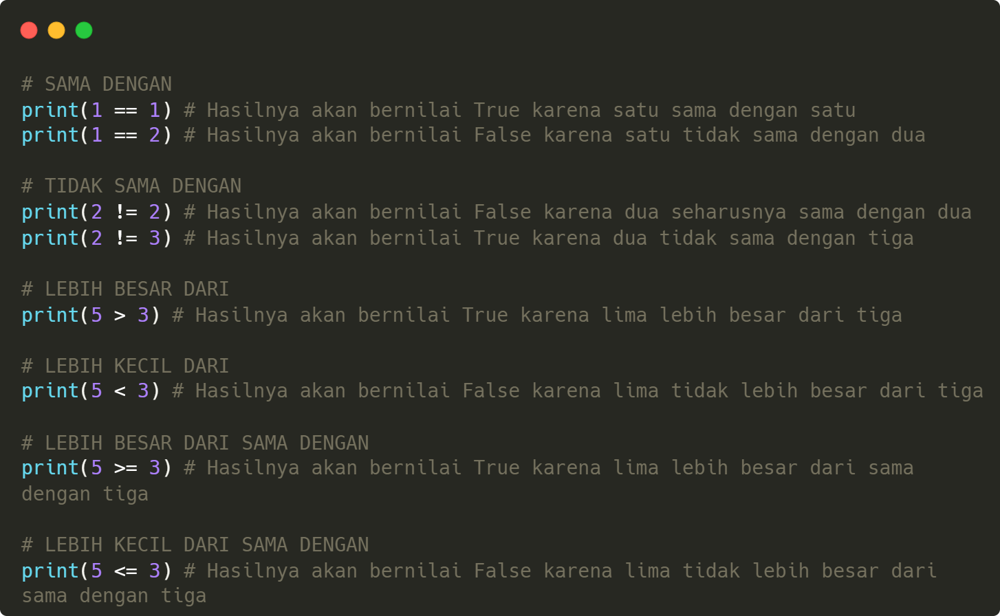 # SAMA DENGAN
print(1 == 1) # Hasilnya akan bernilai True karena satu sama dengan satu
print(1 == 2) # Hasilnya akan bernilai False karena satu tidak sama dengan dua
# TIDAK SAMA DENGAN
print(2 != 2) # Hasilnya akan bernilai False karena dua seharusnya sama dengan dua
print(2 != 3) # Hasilnya akan bernilai True karena dua tidak sama dengan tiga
# LEBIH BESAR DARI
print(5 > 3) # Hasilnya akan bernilai True karena lima lebih besar dari tiga
# LEBIH KECIL DARI
print(5 < 3) # Hasilnya akan bernilai False karena lima tidak lebih besar dari tiga
# LEBIH BESAR DARI SAMA DENGAN
print(5 >= 3) # Hasilnya akan bernilai True karena lima lebih besar dari sama
dengan tiga
# LEBIH KECIL DARI SAMA DENGAN
print(5 <= 3) # Hasilnya akan bernilai False karena lima tidak lebih besar dari
sama dengan tiga